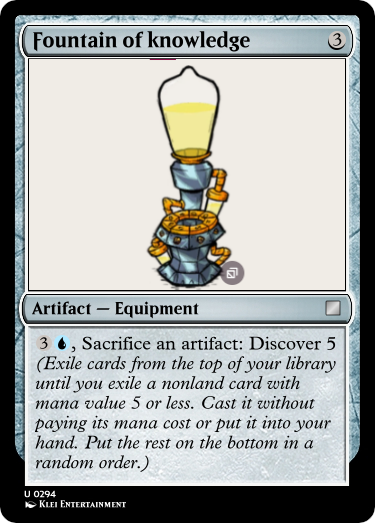 Fountain of knowledge 3
Artifact — Equipment
3 , Sacrifice an artifact: Discover 5
(Exile cards from the top of your library
until you exile a nonland card with
mana value 5 or less. Cast it without
paying its mana cost or put it into your
hand. Put the rest on the bottom in a
random order.)
U 0294
Klei Entertainment